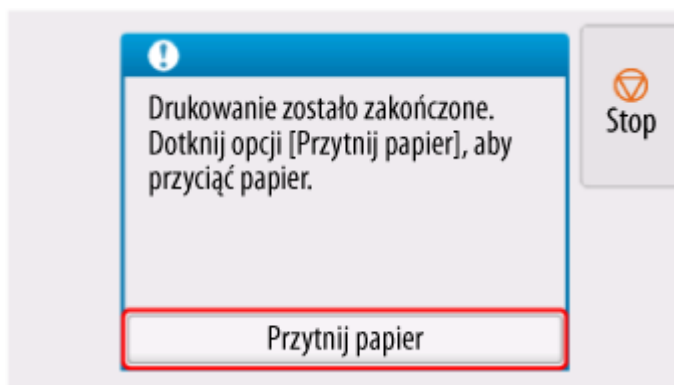 Drukowanie zostało zakończone.
Dotknij opcji [Przytnij papier], aby
przyciąć papier.
Stop
Przytnij papier